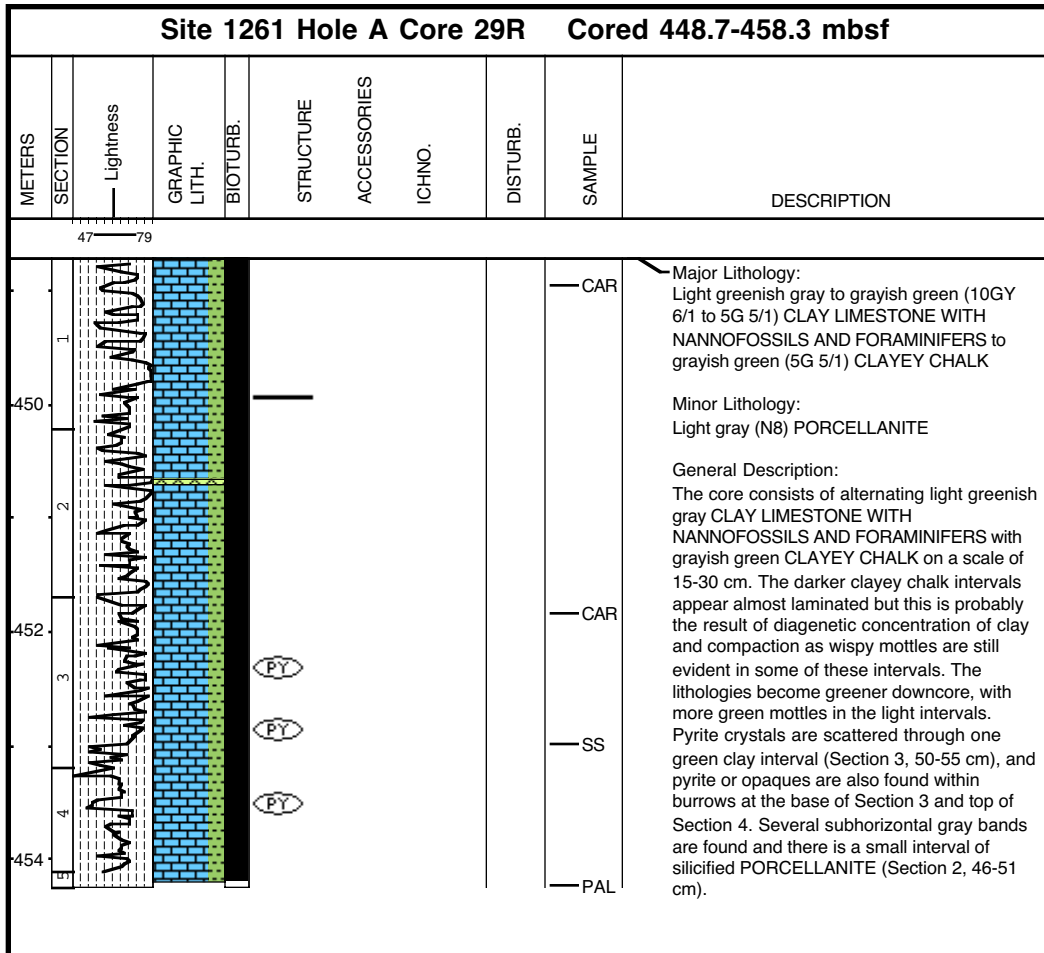 Site 1261 Hole A Core 29R Cored 448.7-458.3 mbsf
METERS
SECTION
Lightness
GRAPHIC
LITH.
BIOTURB.
STRUCTURE
ACCESSORIES
ICHNO.
DISTURB.
SAMPLE
DESCRIPTION
47 79
1
2
3
4
5
450
452
454
PY
PY
PY
CAR
CAR
SS
PAL
Major Lithology:
Light greenish gray to grayish green (10GY
6/1 to 5G 5/1) CLAY LIMESTONE WITH
NANNOFOSSILS AND FORAMINIFERS to
grayish green (5G 5/1) CLAYEY CHALK
Minor Lithology:
Light gray (N8) PORCELLANITE
General Description:
The core consists of alternating light greenish
gray CLAY LIMESTONE WITH
NANNOFOSSILS AND FORAMINIFERS with
grayish green CLAYEY CHALK on a scale of
15-30 cm. The darker clayey chalk intervals
appear almost laminated but this is probably
the result of diagenetic concentration of clay
and compaction as wispy mottles are still
evident in some of these intervals. The
lithologies become greener downcore, with
more green mottles in the light intervals.
Pyrite crystals are scattered through one
green clay interval (Section 3, 50-55 cm), and
pyrite or opaques are also found within
burrows at the base of Section 3 and top of
Section 4. Several subhorizontal gray bands
are found and there is a small interval of
silicified PORCELLANITE (Section 2, 46-51
cm).